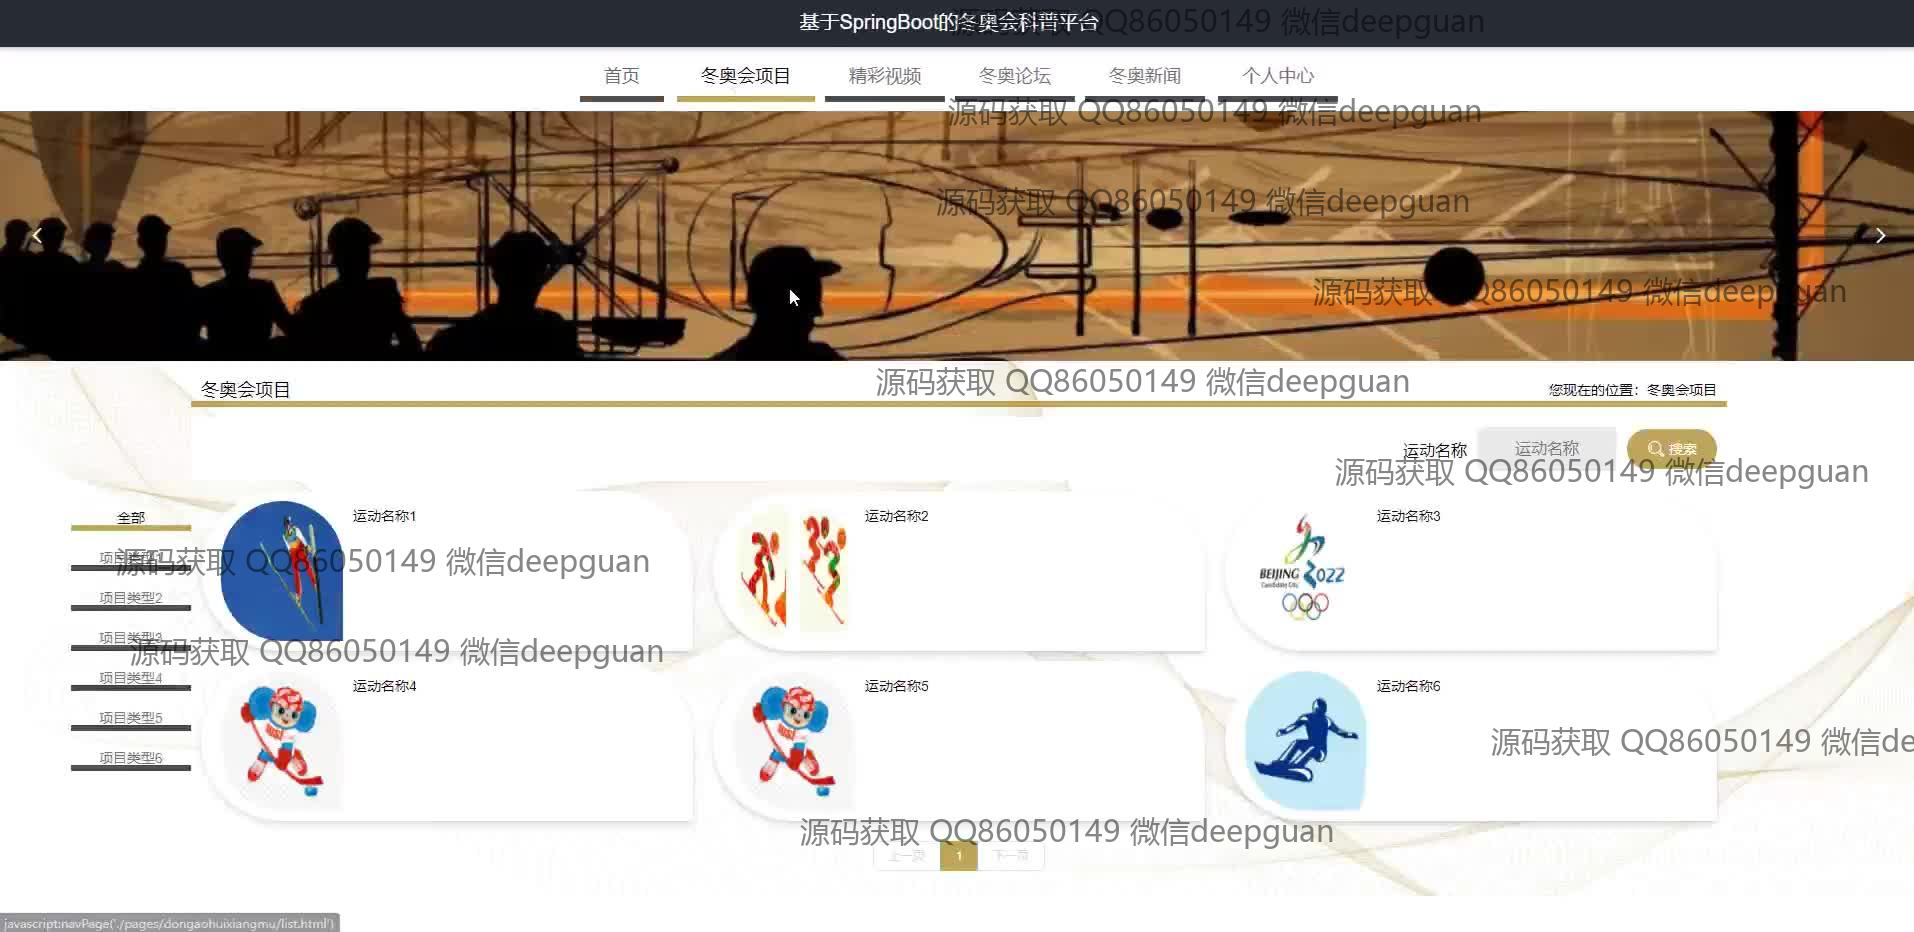 基于SpringBoot的冬奥会科普平台
源码获取 QQ86050149 微信deepguan
首页 冬奥会项目 精彩视频 冬奥论坛 冬奥新闻 个人中心
源码获取 QQ86050149 微信deepguan
源码获取 QQ86050149 微信deepguan
源码获取 QQ86050149 微信deepguan
源码获取 QQ86050149 微信deepguan
冬奥会项目
您现在的位置：冬奥会项目
运动名称 运动名称 搜索
源码获取 QQ86050149 微信deepguan
全部
运动名称1
运动名称2
运动名称3
BEIJING 2022
Candidate City
源码获取 QQ86050149 微信deepguan
项目类型2
项目类型3
源码获取 QQ86050149 微信deepguan
项目类型4
运动名称4
运动名称5
运动名称6
项目类型5
源码获取 QQ86050149 微信de
项目类型6
源码获取 QQ86050149 微信deepguan
上一页 1 下一页
javascript:navPage('./pages/dongaohuixiangmu/list.html')